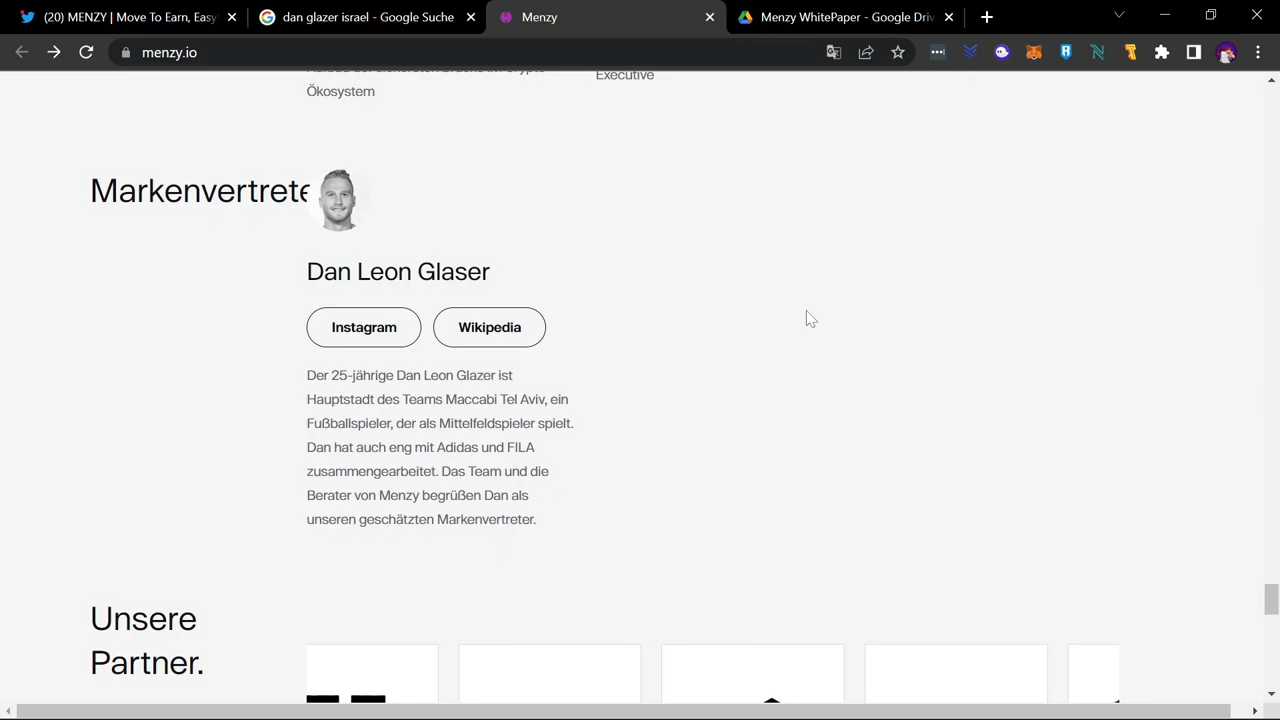 (20) MENZY | Move To Earn, Easy
dan glazer israel - Google Suche
Menzy
Menzy WhitePaper - Google Driv
menzy.io
Ökosystem
Executive
Markenvertrete
Dan Leon Glaser
Instagram
Wikipedia
Der 25-jährige Dan Leon Glazer ist
Hauptstadt des Teams Maccabi Tel Aviv, ein
Fußballspieler, der als Mittelfeldspieler spielt.
Dan hat auch eng mit Adidas und FILA
zusammengearbeitet. Das Team und die
Berater von Menzy begrüßen Dan als
unseren geschätzten Markenvertreter.
Unsere
Partner.